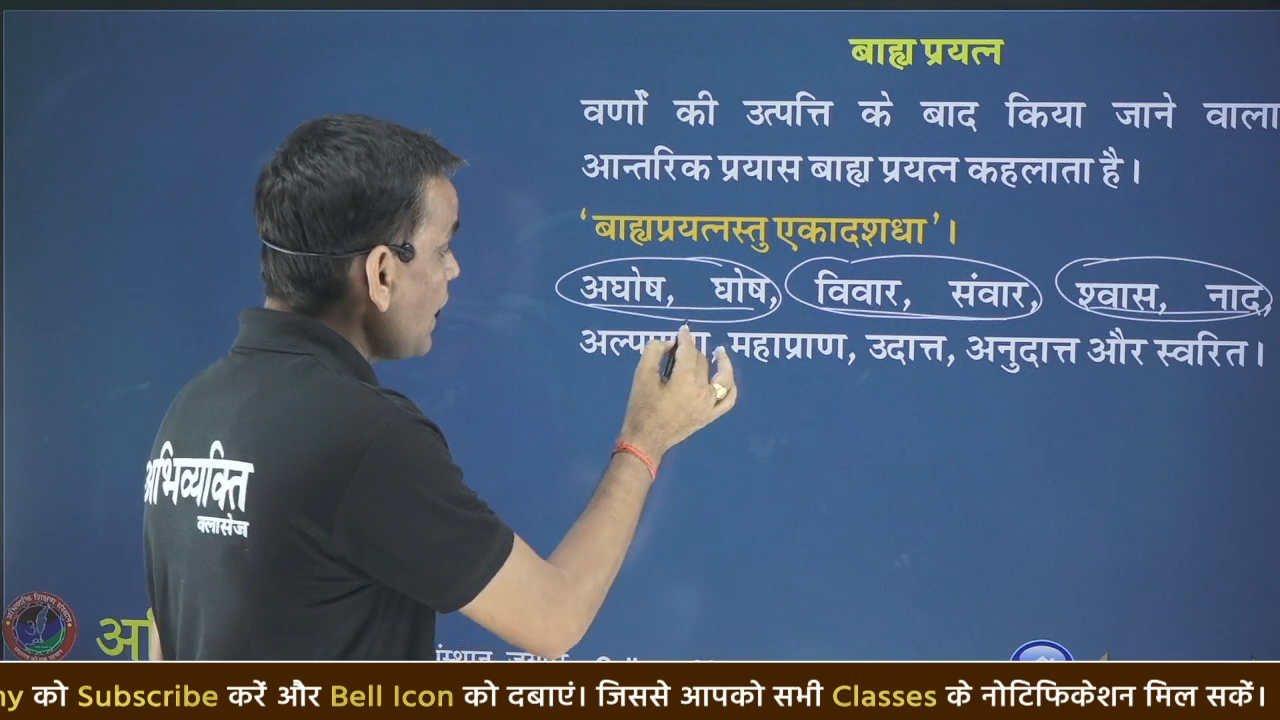 बाह्य प्रयत्न
वर्णों की उत्पत्ति के बाद किया जाने वाला
आन्तरिक प्रयास बाह्य प्रयत्न कहलाता है।
‘बाह्यप्रयत्नस्तु एकादशधा’।
अघोष, घोष, विवार, संवार, श्वास, नाद,
महाप्राण, उदात्त, अनुदात्त और स्वरित।
अभिव्यक्ति
क्लासेज
को Subscribe करें और Bell Icon को दबाएं। जिससे आपको सभी Classes के नोटिफिकेशन मिल सकें।